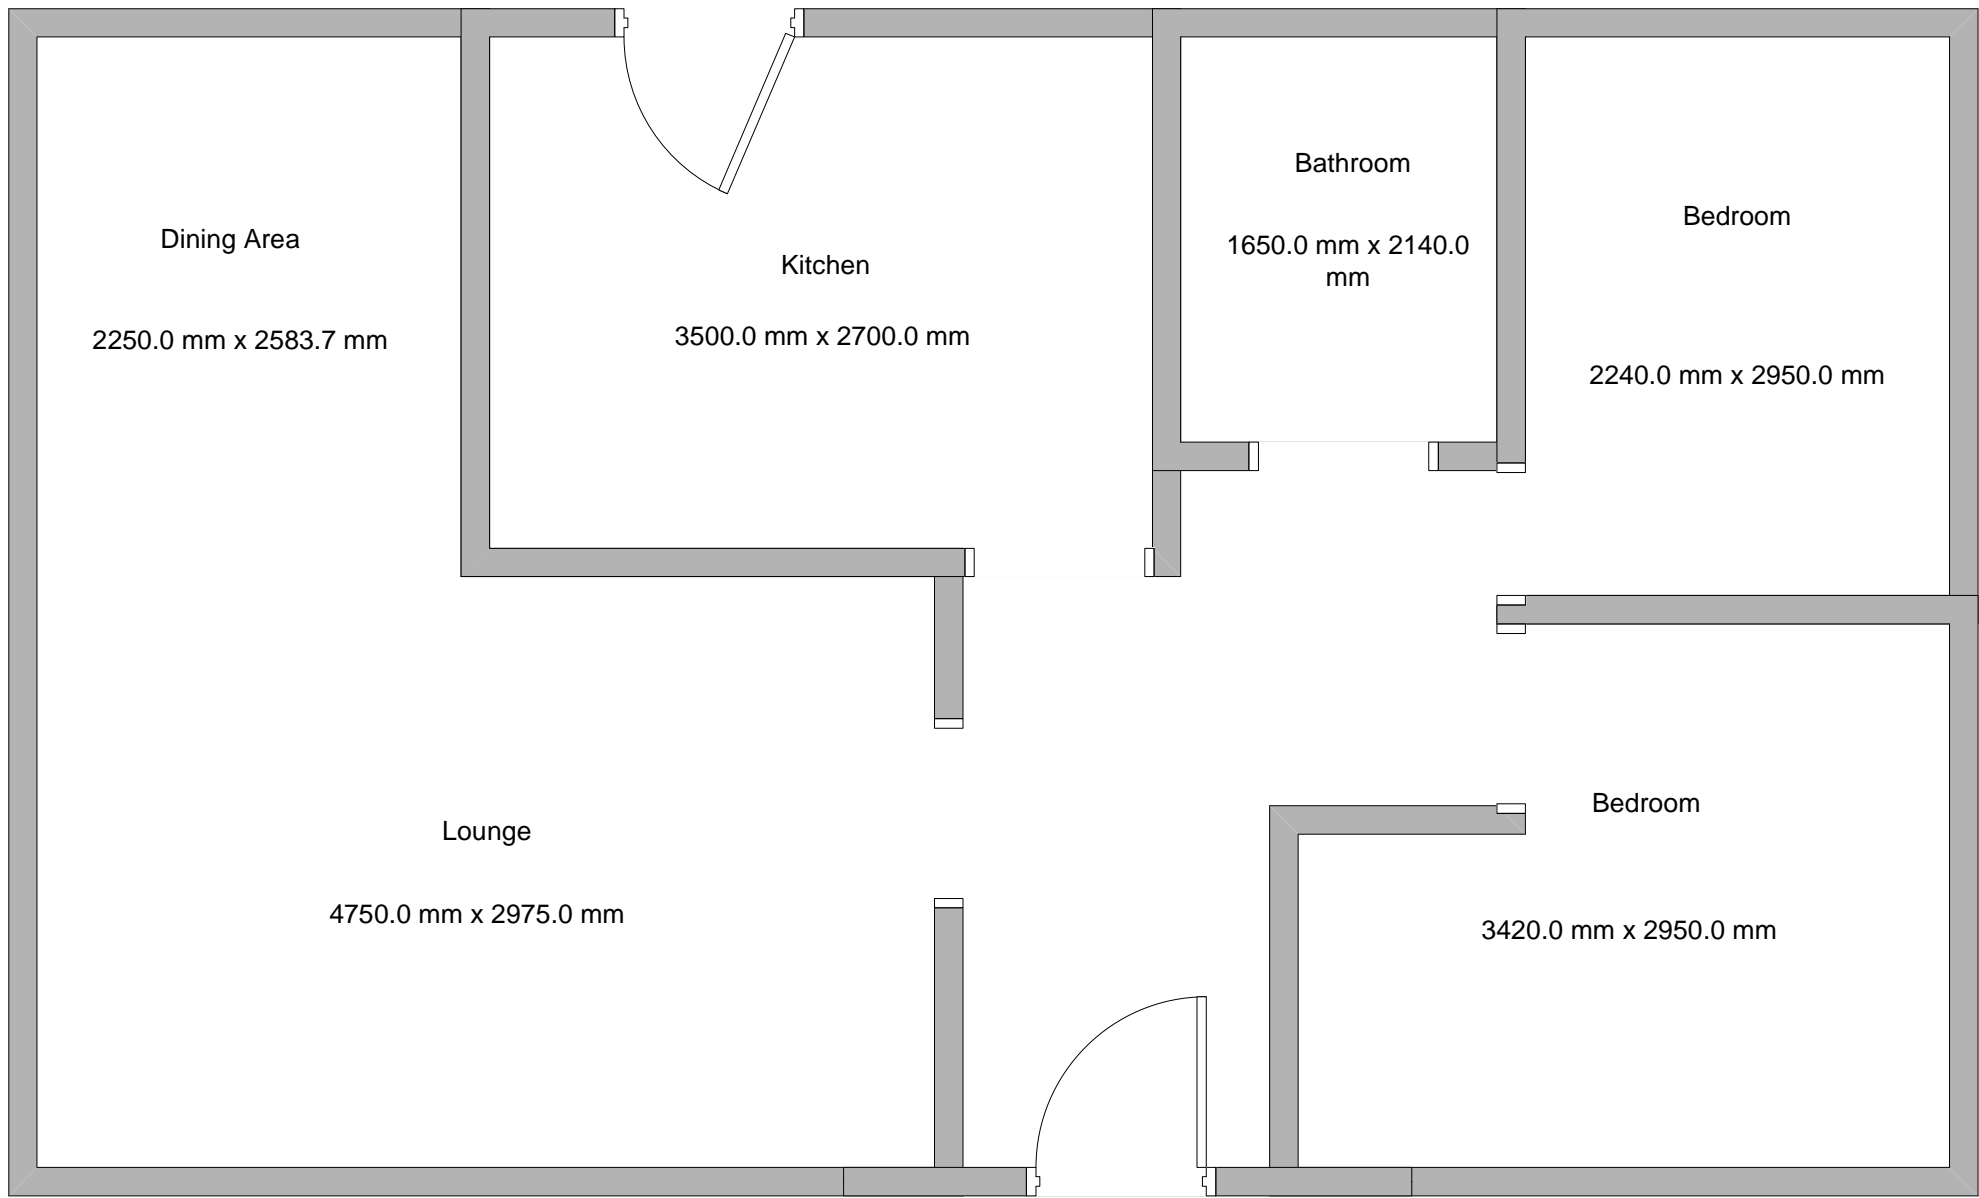 Dining Area
2250.0 mm x 2583.7 mm
Kitchen
3500.0 mm x 2700.0 mm
Bathroom
1650.0 mm x 2140.0
mm
Bedroom
2240.0 mm x 2950.0 mm
Lounge
4750.0 mm x 2975.0 mm
Bedroom
3420.0 mm x 2950.0 mm